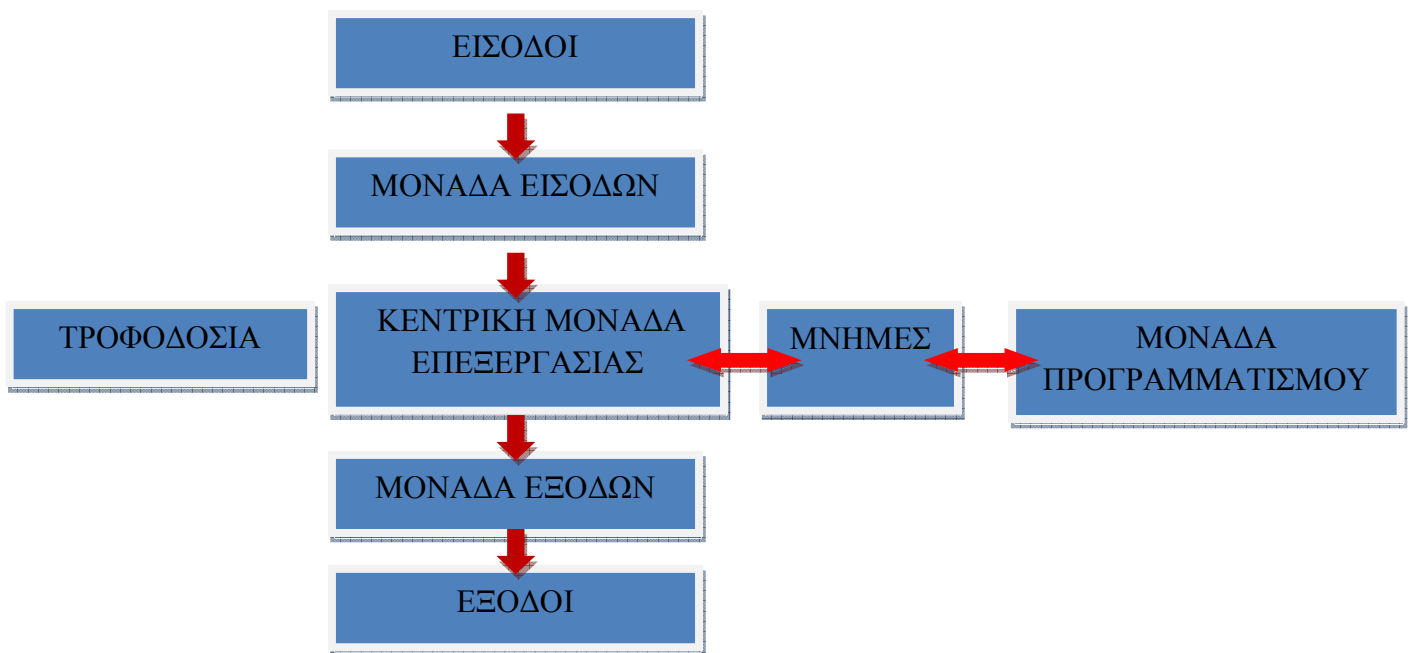 ΕΙΣΟΔΟΙ
ΜΟΝΑΔΑ ΕΙΣΟΔΩΝ
ΤΡΟΦΟΔΟΣΙΑ
ΚΕΝΤΡΙΚΗ ΜΟΝΑΔΑ
ΕΠΕΞΕΡΓΑΣΙΑΣ
ΜΝΗΜΕΣ
ΜΟΝΑΔΑ
ΠΡΟΓΡΑΜΜΑΤΙΣΜΟΥ
ΜΟΝΑΔΑ ΕΞΟΔΩΝ
ΕΞΟΔΟΙ